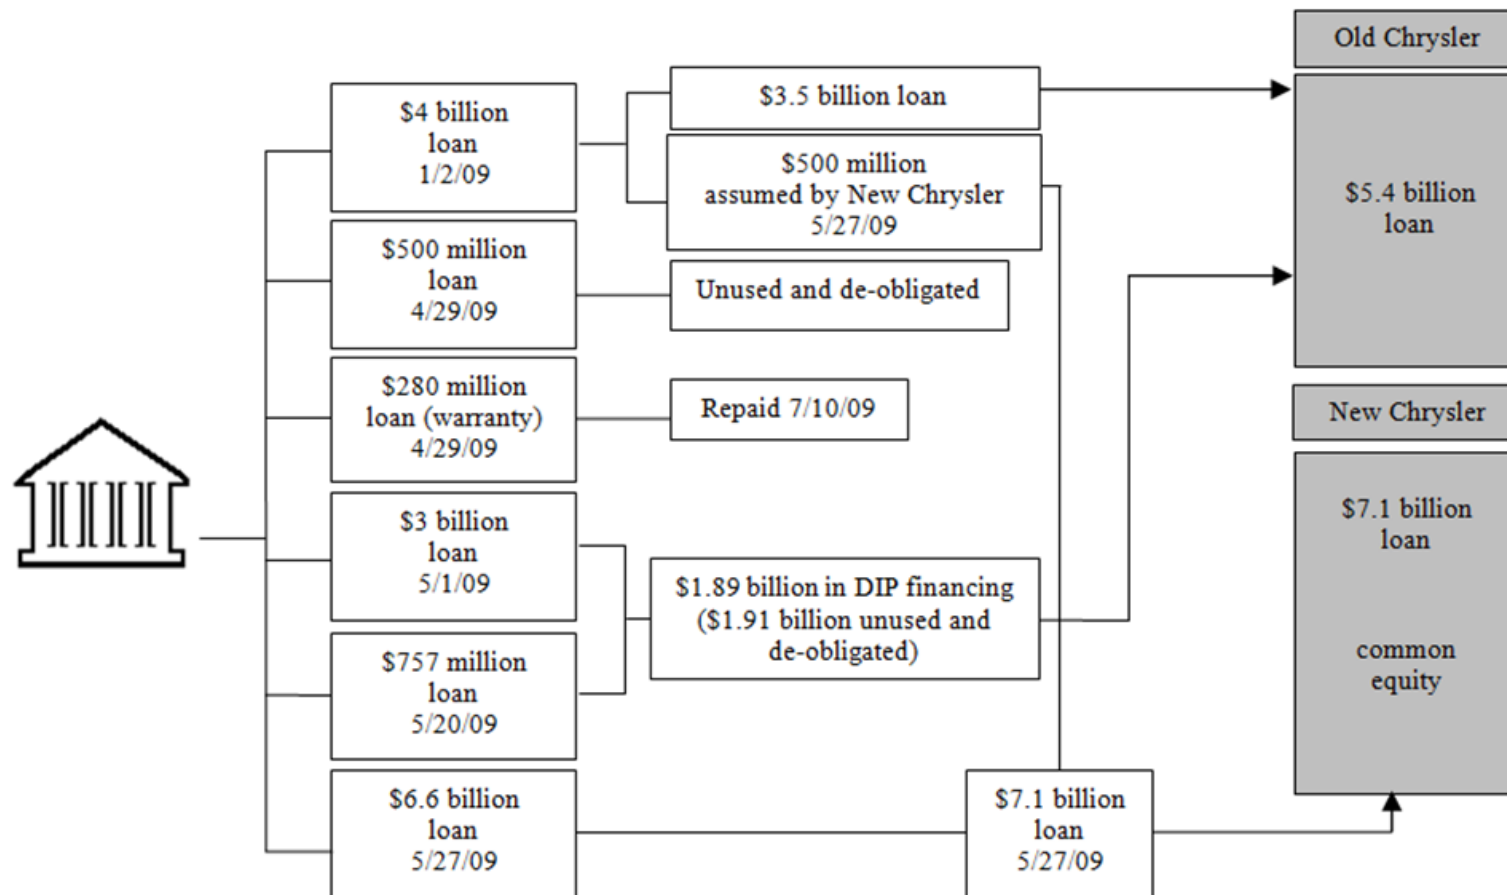 Old Chrysler
$4 billion
loan
1/2/09
$3.5 billion loan
$500 million
assumed by New Chrysler
5/27/09
$5.4 billion
loan
$500 million
loan
4/29/09
Unused and de-obligated
$280 million
loan (warranty)
4/29/09
Repaid 7/10/09
New Chrysler
$3 billion
loan
5/1/09
$1.89 billion in DIP financing
($1.91 billion unused and
de-obligated)
$7.1 billion
loan
common
equity
$757 million
loan
5/20/09
$6.6 billion
loan
5/27/09
$7.1 billion
loan
5/27/09